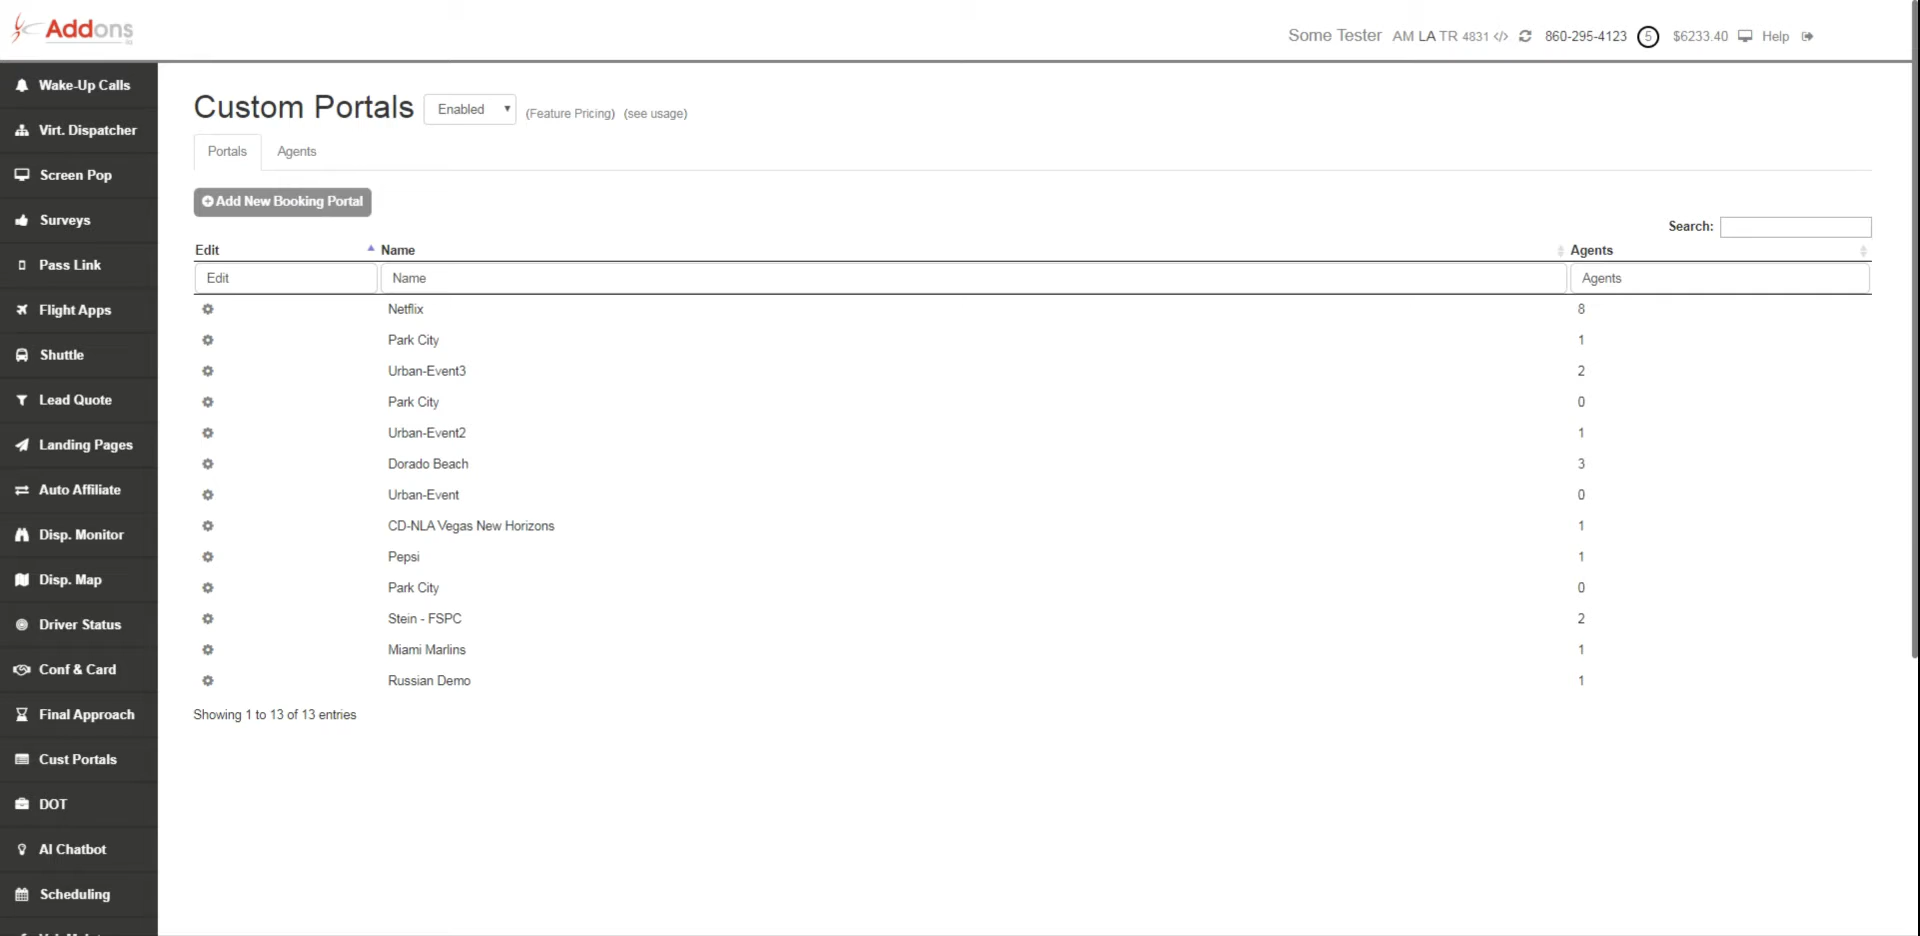 Addons
Some Tester AM LA TR 4831 </> 860-295-4123 5 $6233.40 Help
Wake-Up Calls
Virt. Dispatcher
Screen Pop
Surveys
Pass Link
Flight Apps
Shuttle
Lead Quote
Landing Pages
Auto Affiliate
Disp. Monitor
Disp. Map
Driver Status
Conf & Card
Final Approach
Cust Portals
DOT
AI Chatbot
Scheduling
Custom Portals Enabled (Feature Pricing) (see usage)
Portals Agents
Add New Booking Portal
Search:
Edit Name Agents
Edit Name Agents
Netflix 8
Park City 1
Urban-Event3 2
Park City 0
Urban-Event2 1
Dorado Beach 3
Urban-Event 0
CD-NLA Vegas New Horizons 1
Pepsi 1
Park City 0
Stein - FSPC 2
Miami Marlins 1
Russian Demo 1
Showing 1 to 13 of 13 entries